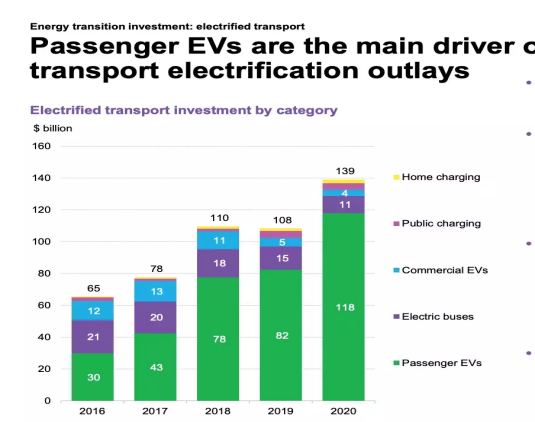 Energy transition investment: electrified transport
Passenger EVs are the main driver
transport electrification outlays
Electrified transport investment by category
$ billion
160
140
120
100
80
60
40
20
0
65
12
21
30
78
13
20
43
110
11
18
78
108
5
15
82
139
4
11
118
2016 2017 2018 2019 2020
Home charging
Public charging
Commercial EVs
Electric buses
Passenger EVs